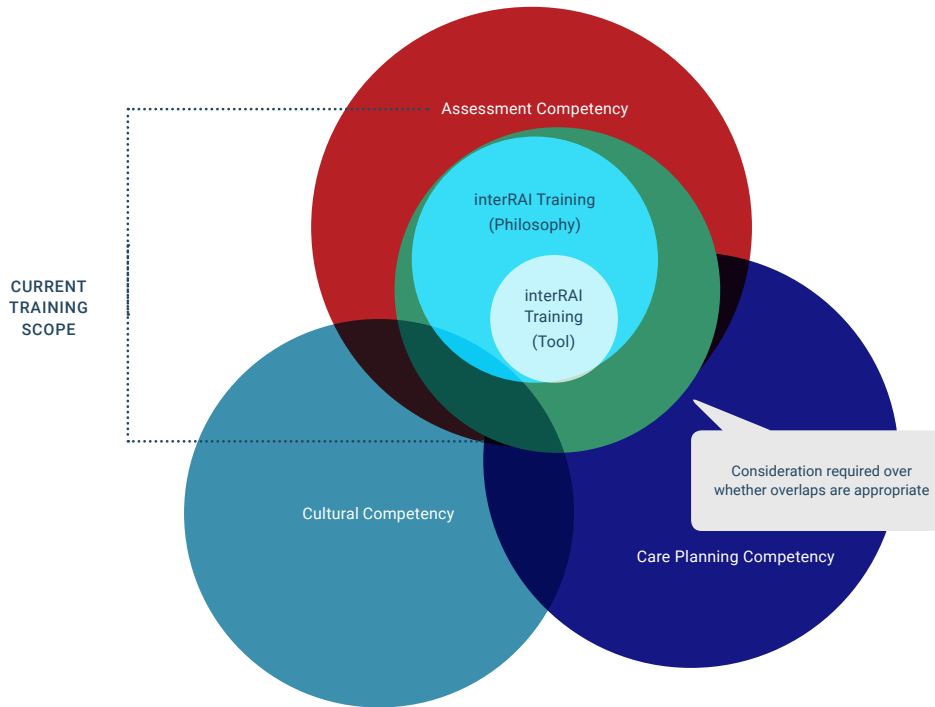 Assessment Competency
interRAI Training
(Philosophy)
CURRENT
TRAINING
SCOPE
interRAI
Training
(Tool)
Consideration required over
whether overlaps are appropriate
Cultural Competency
Care Planning Competency